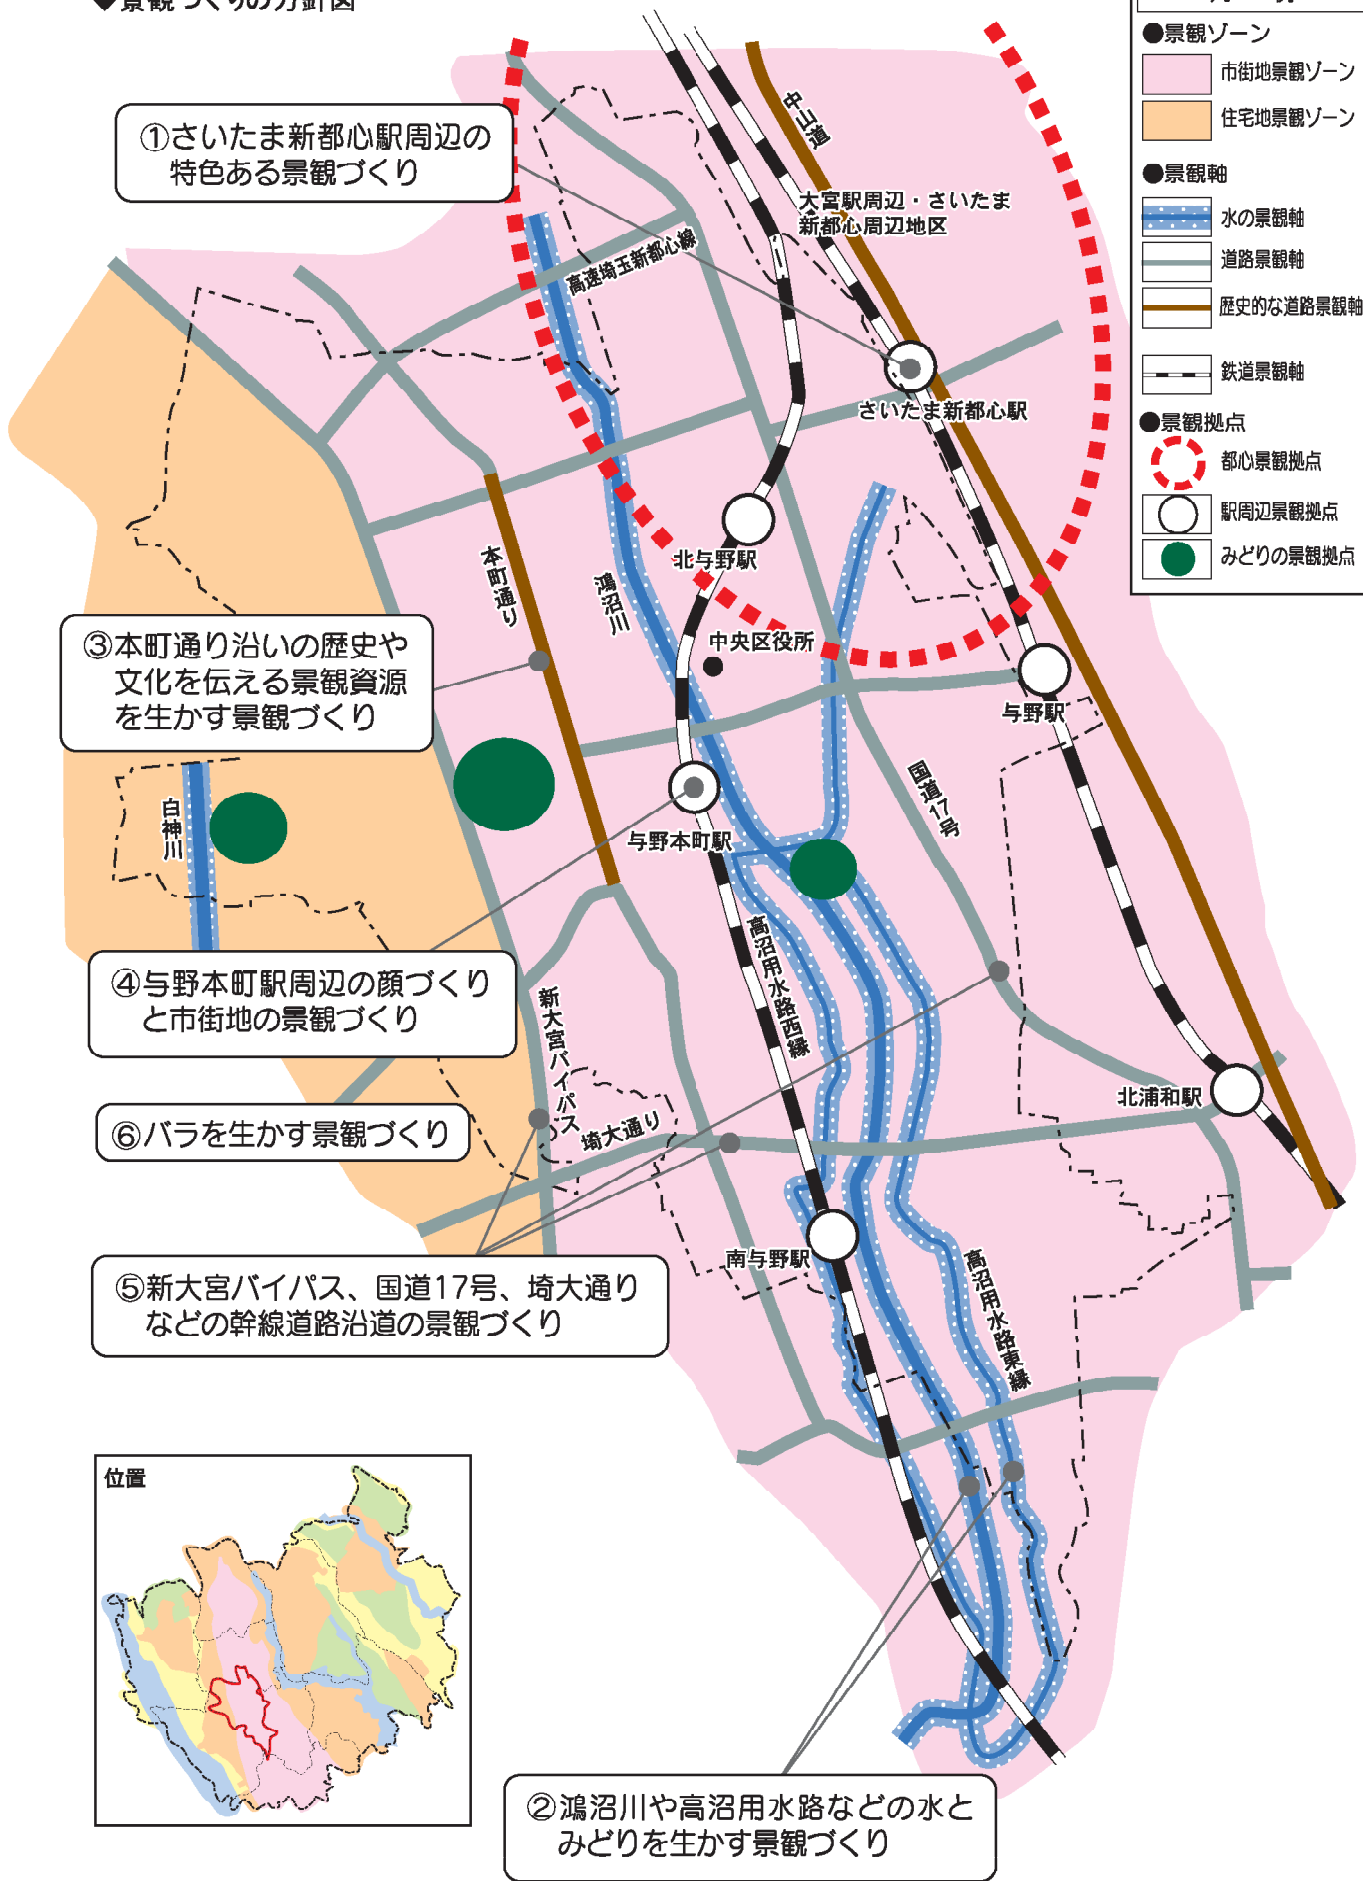 ◆景観づくりの方針図
●景観ゾーン
市街地景観ゾーン
住宅地景観ゾーン
●景観軸
水の景観軸
道路景観軸
歴史的な道路景観軸
鉄道景観軸
●景観拠点
都心景観拠点
駅周辺景観拠点
みどりの景観拠点
①さいたま新都心駅周辺の
特色ある景観づくり
中山道
大宮駅周辺・さいたま
新都心周辺地区
高速埼玉新都心線
さいたま新都心駅
北与野駅
本町通り
鴻沼川
中央区役所
③本町通り沿いの歴史や
文化を伝える景観資源
を生かす景観づくり
与野駅
国道17号
白神川
与野本町駅
高沼用水路西縁
④与野本町駅周辺の顔づくり
と市街地の景観づくり
新大宮バイパス
北浦和駅
⑥バラを生かす景観づくり
埼大通り
南与野駅
高沼用水路東縁
⑤新大宮バイパス、国道17号、埼大通り
などの幹線道路沿道の景観づくり
位置
②鴻沼川や高沼用水路などの水と
みどりを生かす景観づくり